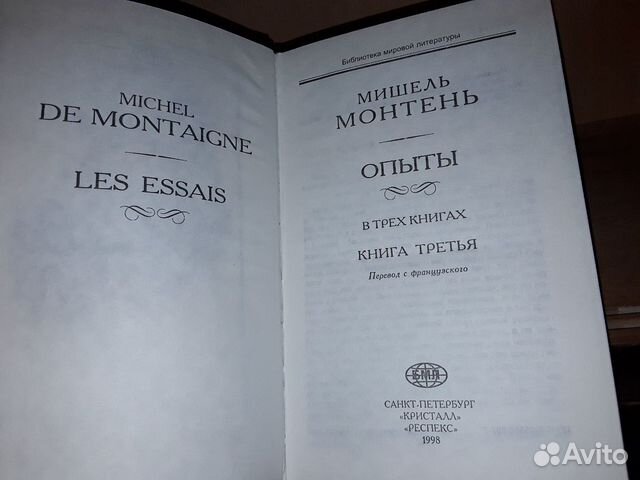 MICHEL
DE MONTAIGNE
LES ESSAIS
Библиотека мировой литературы
МИШЕЛЬ
МОНТЕНЬ
ОПЫТЫ
В ТРЕХ КНИГАХ
КНИГА ТРЕТЬЯ
Перевод с французского
БМЛ
САНКТ-ПЕТЕРБУРГ
«КРИСТАЛЛ»
«РЕСПЕКС»
1998
Avito